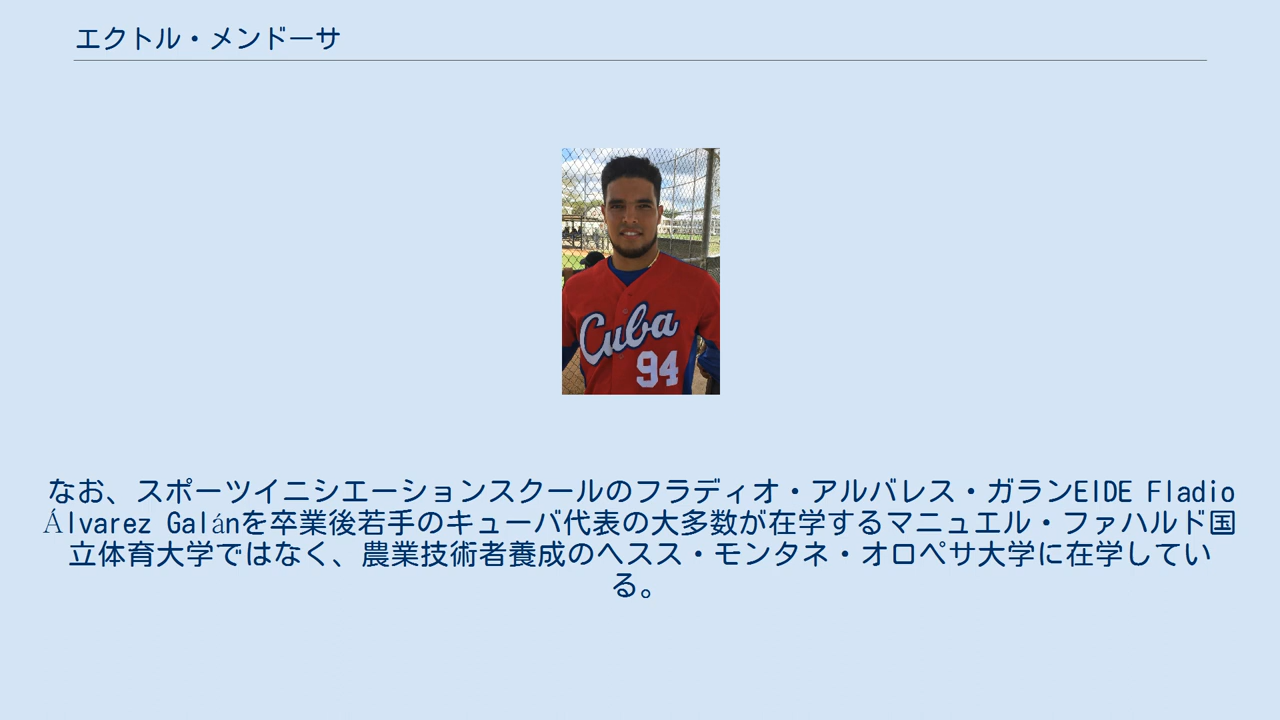 エクトル・メンドーサ
Cuba
94
なお、スポーツイニシエーションスクールのフラディオ・アルバレス・ガランEIDE Fladio
Álvarez Galánを卒業後若手のキューバ代表の大多数が在学するマニュエル・ファハルド国
立体育大学ではなく、農業技術者養成のヘスス・モンタネ・オロペサ大学に在学してい
る。